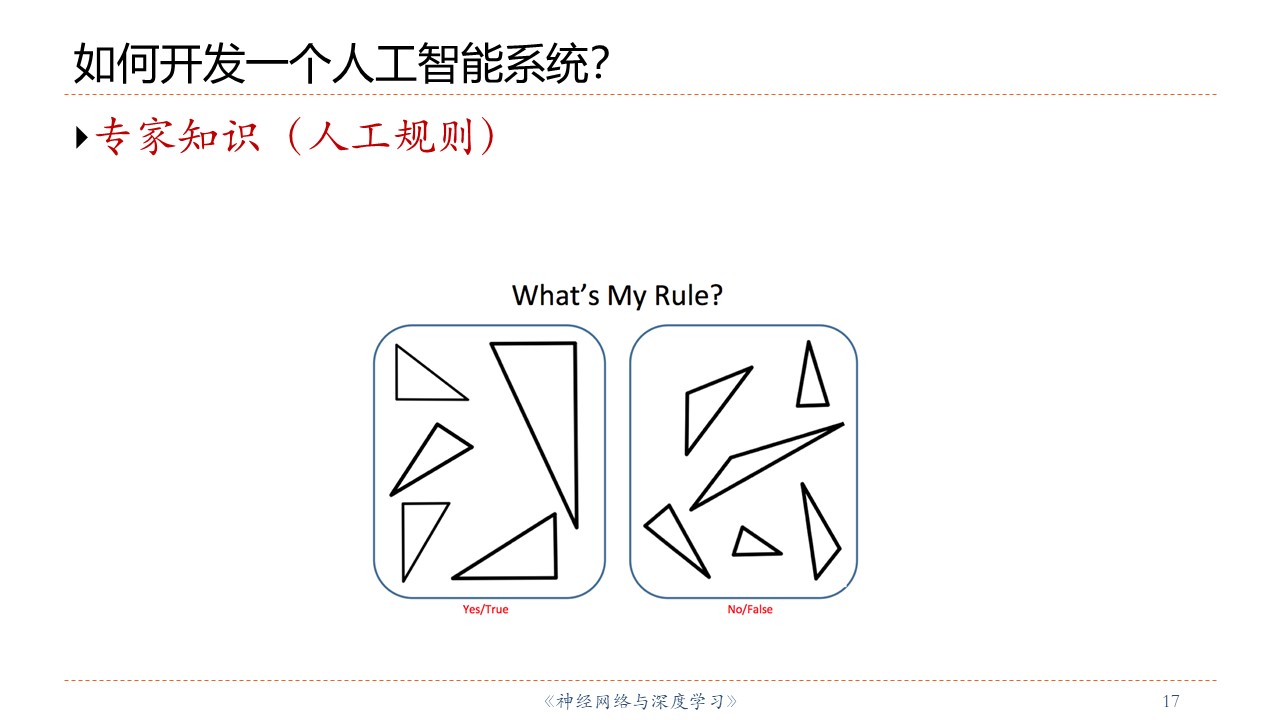 如何开发一个人工智能系统？
专家知识（人工规则）
What's My Rule?
Yes/True
No/False
《神经网络与深度学习》
17